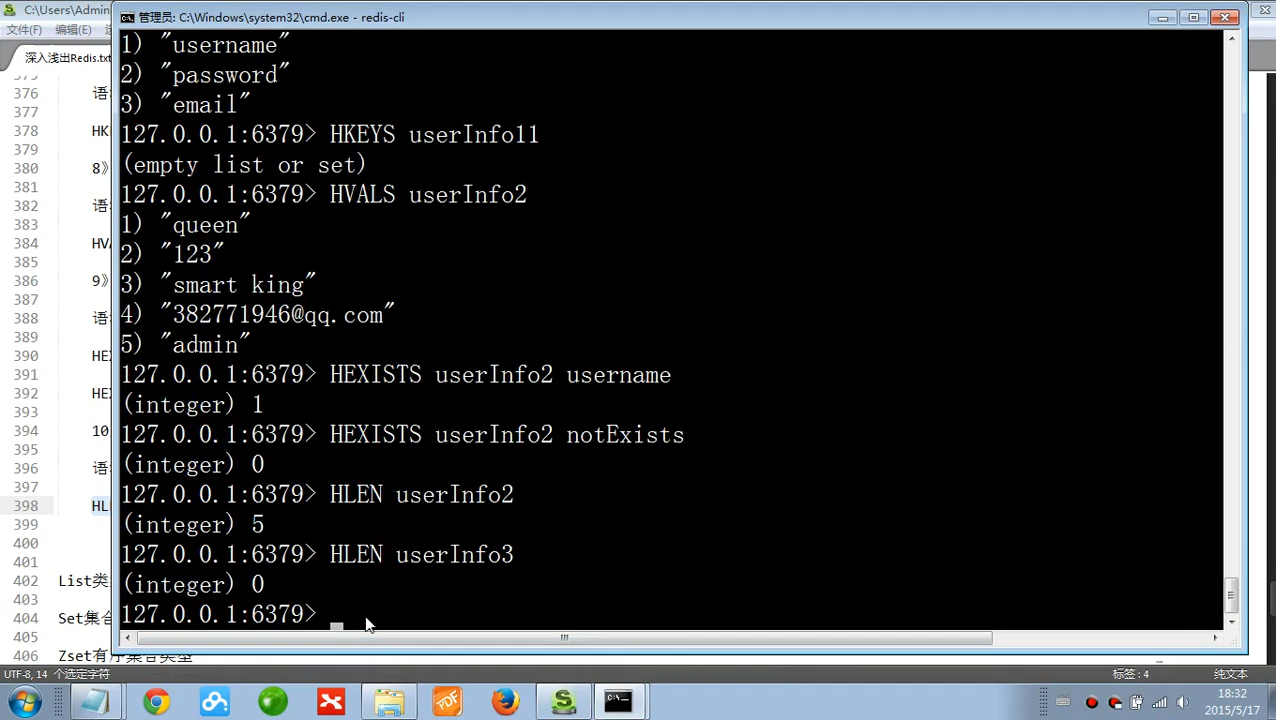 C:\Users\Admin
管理员: C:\Windows\system32\cmd.exe - redis-cli
文件(F) 编辑(E)
深入浅出Redis.txt
1) "username"
2) "password"
3) "email"
127.0.0.1:6379> HKEYS userInfo11
(empty list or set)
127.0.0.1:6379> HVALS userInfo2
1) "queen"
2) "123"
3) "smart king"
4) "382771946@qq.com"
5) "admin"
127.0.0.1:6379> HEXISTS userInfo2 username
(integer) 1
127.0.0.1:6379> HEXISTS userInfo2 notExists
(integer) 0
127.0.0.1:6379> HLEN userInfo2
(integer) 5
127.0.0.1:6379> HLEN userInfo3
(integer) 0
127.0.0.1:6379>
375
376 语
377
378 HK
379
380 8》
381
382 语
383
384 HV
385
386 9》
387
388 语
389
390 HE
391
392 HE
393
394 10
395
396 语
397
398 HL
399
400
401
402 List类
403
404 Set集合
405
406 Zset有序集合类型
UTF-8, 14 个选定字符
标签: 4
纯文本
PDF
18:32
2015/5/17